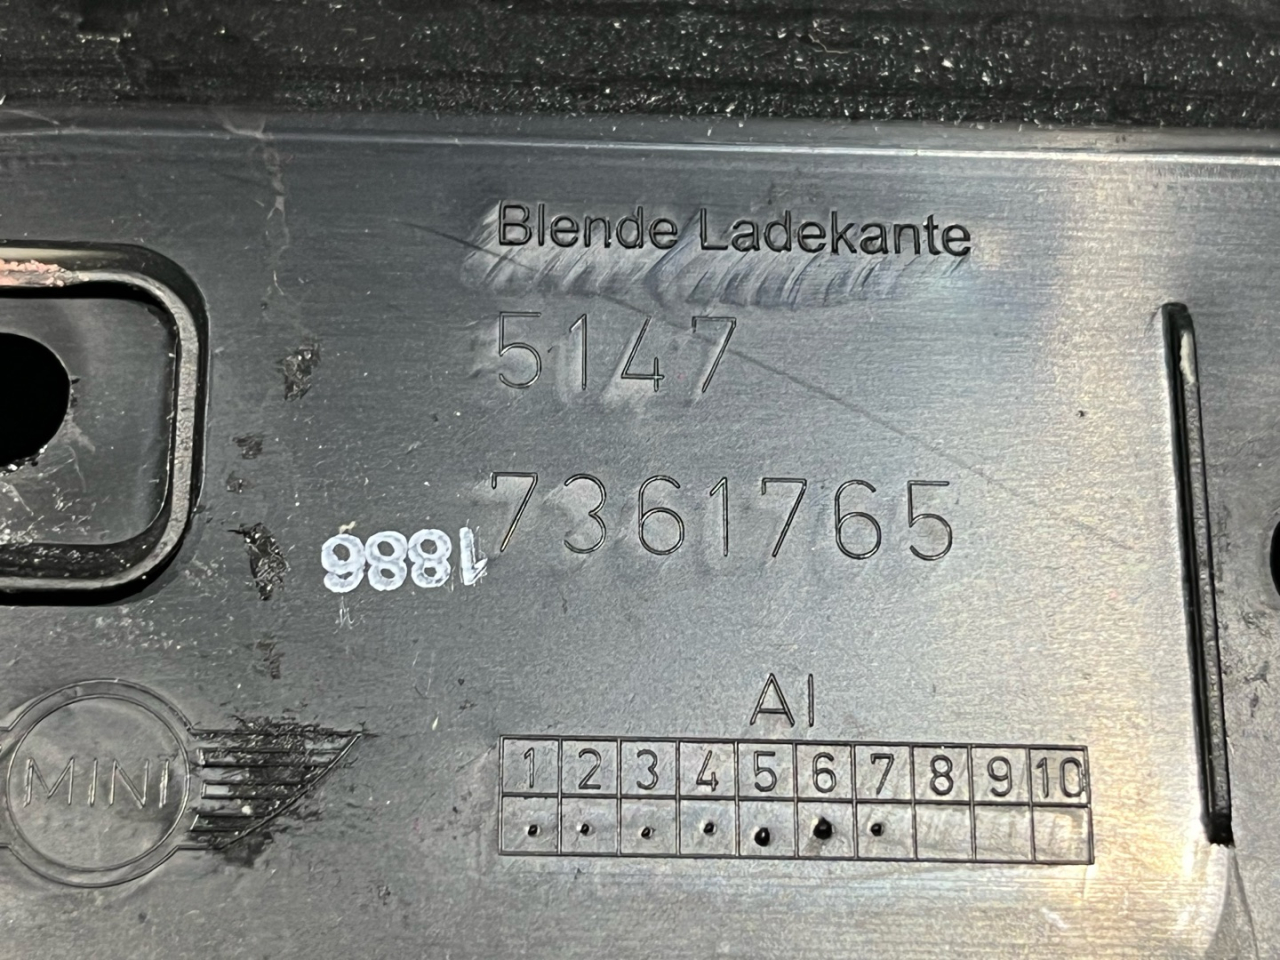 Blende Ladekante
5147
7361765
1886
AI
1 2 3 4 5 6 7 8 9 10
MINI